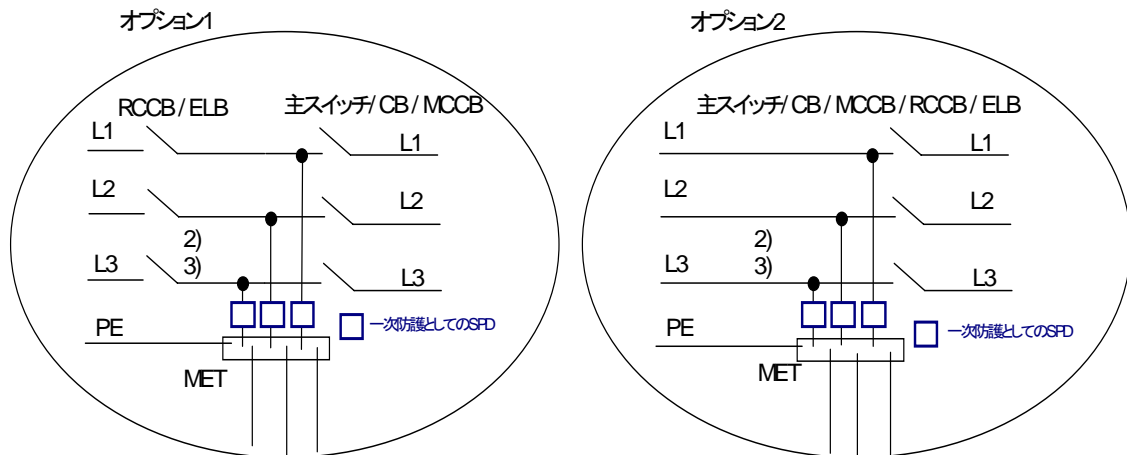 オプション1
RCCB / ELB
主スイッチ/ CB / MCCB
L1
L1
L2
L2
2)
3)
L3
L3
PE
一次防護としてのSPD
MET
オプション2
主スイッチ/ CB / MCCB / RCCB / ELB
L1
L1
L2
L2
2)
3)
L3
L3
PE
一次防護としてのSPD
MET